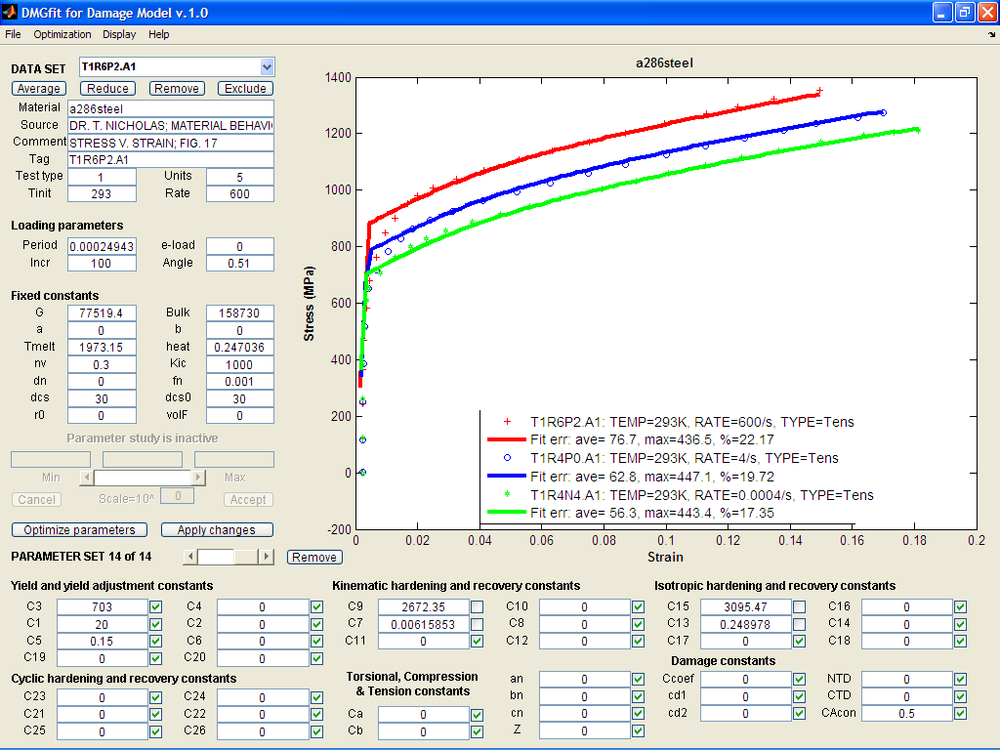 DMGfit for Damage Model v.1.0
File Optimization Display Help
DATA SET T1R6P2.A1
Average Reduce Remove Exclude
Material a286steel
Source DR. T. NICHOLAS; MATERIAL BEHAVI
Comment STRESS V. STRAIN; FIG. 17
Tag T1R6P2.A1
Test type 1 Units 5
Tinit 293 Rate 600
Loading parameters
Period 0.00024943 e-load 0
Incr 100 Angle 0.51
Fixed constants
G 77519.4 Bulk 158730
a 0 b 0
Tmelt 1973.15 heat 0.247036
nv 0.3 Kic 1000
dn 0 fn 0.001
dcs 30 dcs0 30
r0 0 volF 0
Parameter study is inactive
Min Max
Cancel Scale=10^ 0 Accept
Optimize parameters Apply changes
PARAMETER SET 14 of 14 Remove
a286steel
1400
1200
1000
800
600
400
200
0
-200
Stress (MPa)
0 0.02 0.04 0.06 0.08 0.1 0.12 0.14 0.16 0.18 0.2
Strain
T1R6P2.A1: TEMP=293K, RATE=600/s, TYPE=Tens
Fit err: ave= 76.7, max=436.5, %=22.17
T1R4P0.A1: TEMP=293K, RATE=4/s, TYPE=Tens
Fit err: ave= 62.8, max=447.1, %=19.72
T1R4N4.A1: TEMP=293K, RATE=0.0004/s, TYPE=Tens
Fit err: ave= 56.3, max=443.4, %=17.35
Yield and yield adjustment constants
C3 703 C4 0
C1 20 C2 0
C5 0.15 C6 0
C19 0 C20 0
Cyclic hardening and recovery constants
C23 0 C24 0
C21 0 C22 0
C25 0 C26 0
Kinematic hardening and recovery constants
C9 2672.35 C10 0
C7 0.00615853 C8 0
C11 0 C12 0
Torsional, Compression
& Tension constants
Ca 0
Cb 0
an 0
bn 0
cn 0
Z 0
Isotropic hardening and recovery constants
C15 3095.47 C16 0
C13 0.248978 C14 0
C17 0 C18 0
Damage constants
Ccoef 0 NTD 0
cd1 0 CTD 0
cd2 0 CAcon 0.5